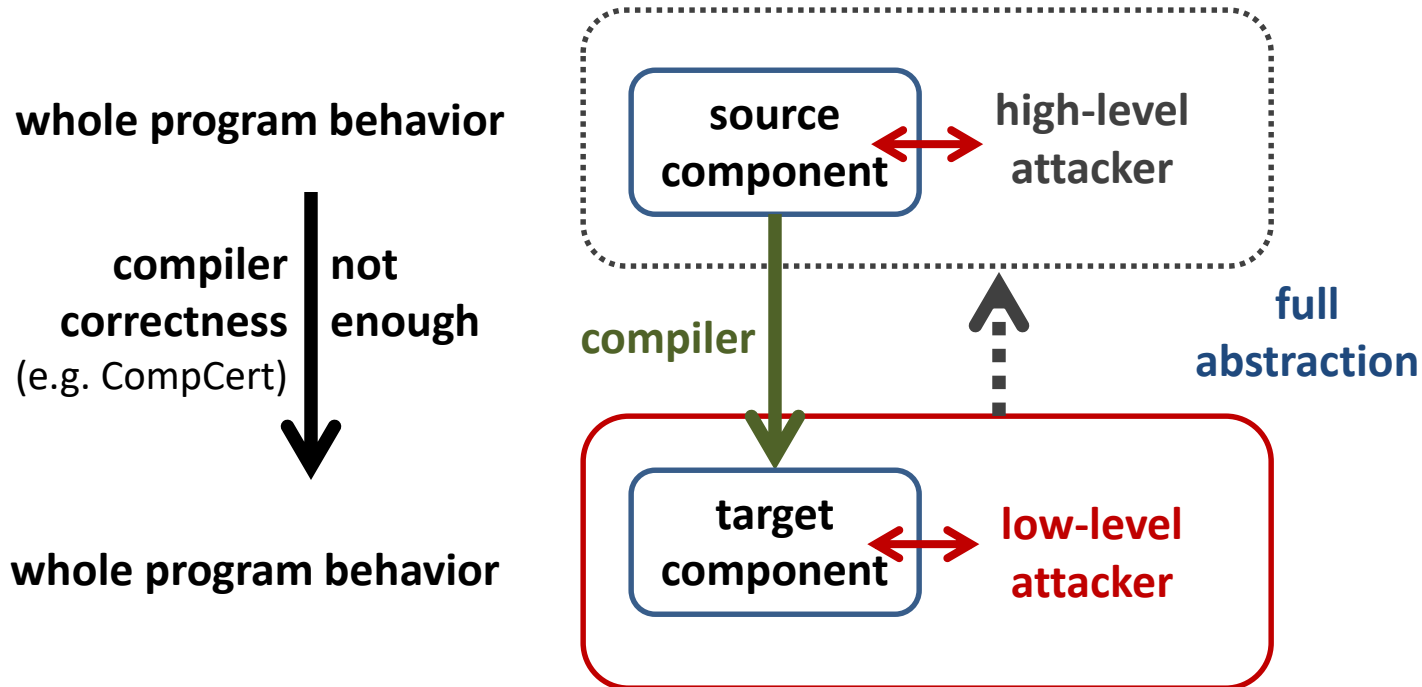 whole program behavior
compiler
correctness
(e.g. CompCert)
not
enough
whole program behavior
source
component
high-level
attacker
compiler
full
abstraction
target
component
low-level
attacker